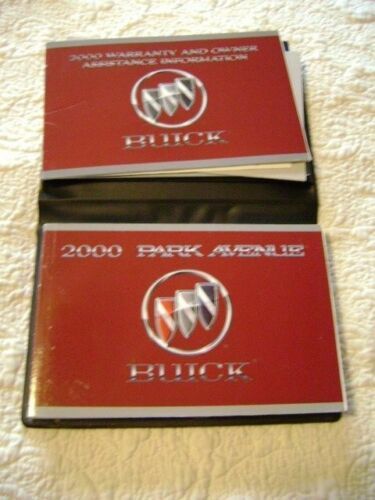 2000 WARRANTY AND OWNER
ASSISTANCE INFORMATION
BUICK
2000 PARK AVENUE
BUICK